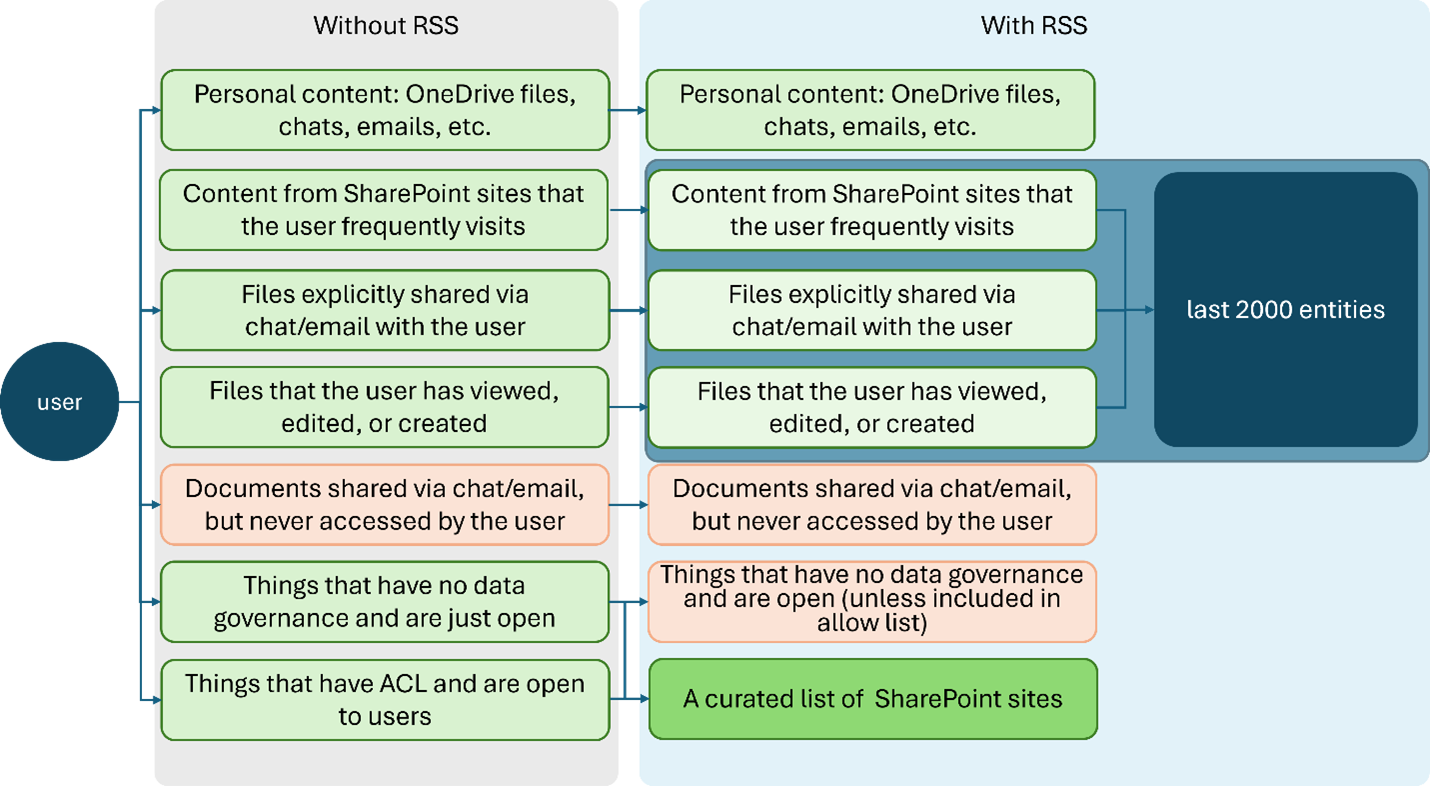 Without RSS
With RSS
Personal content: OneDrive files,
chats, emails, etc.
Personal content: OneDrive files,
chats, emails, etc.
Content from SharePoint sites that
the user frequently visits
Content from SharePoint sites that
the user frequently visits
Files explicitly shared via
chat/email with the user
Files explicitly shared via
chat/email with the user
last 2000 entities
user
Files that the user has viewed,
edited, or created
Files that the user has viewed,
edited, or created
Documents shared via chat/email,
but never accessed by the user
Documents shared via chat/email,
but never accessed by the user
Things that have no data
governance and are just open
Things that have no data governance
and are open (unless included in
allow list)
Things that have ACL and are open
to users
A curated list of SharePoint sites